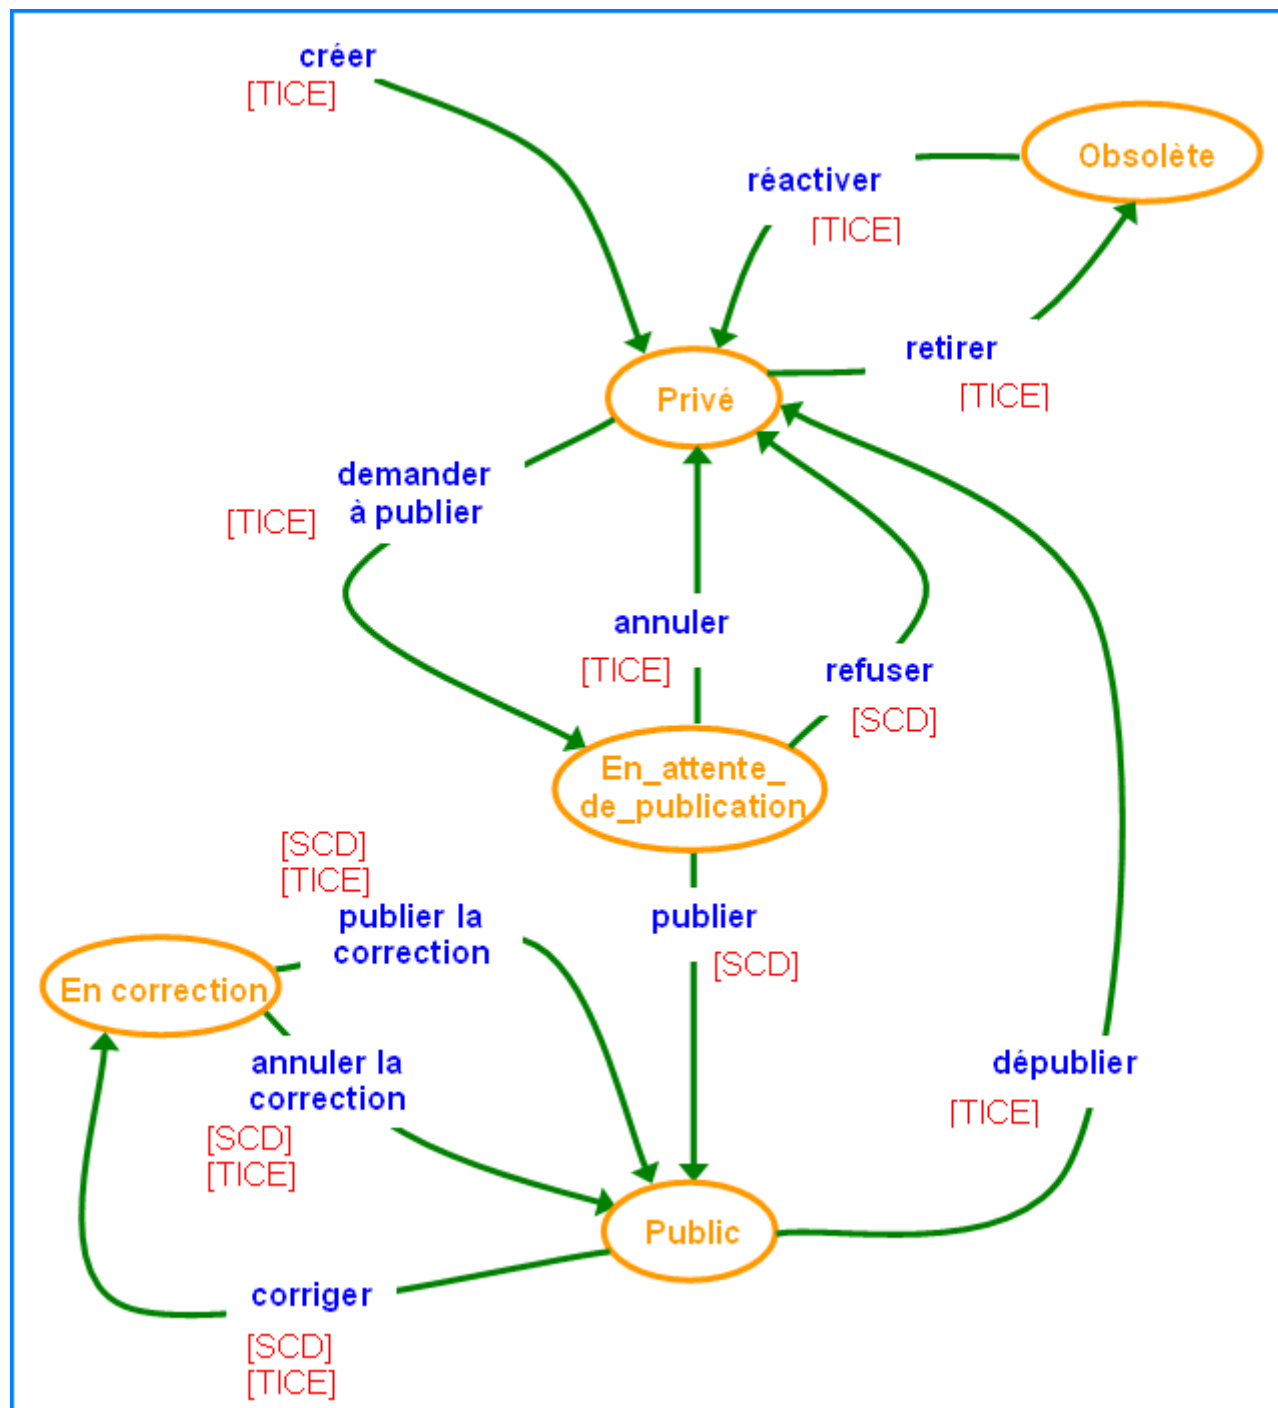 créer
[TICE]
Obsolète
réactiver
[TICE]
retirer
[TICE]
Privé
demander
à publier
[TICE]
annuler
[TICE]
refuser
[SCD]
En_attente_
de_publication
[SCD]
[TICE]
publier la
correction
publier
[SCD]
En correction
annuler la
correction
[SCD]
[TICE]
dépublier
[TICE]
Public
corriger
[SCD]
[TICE]